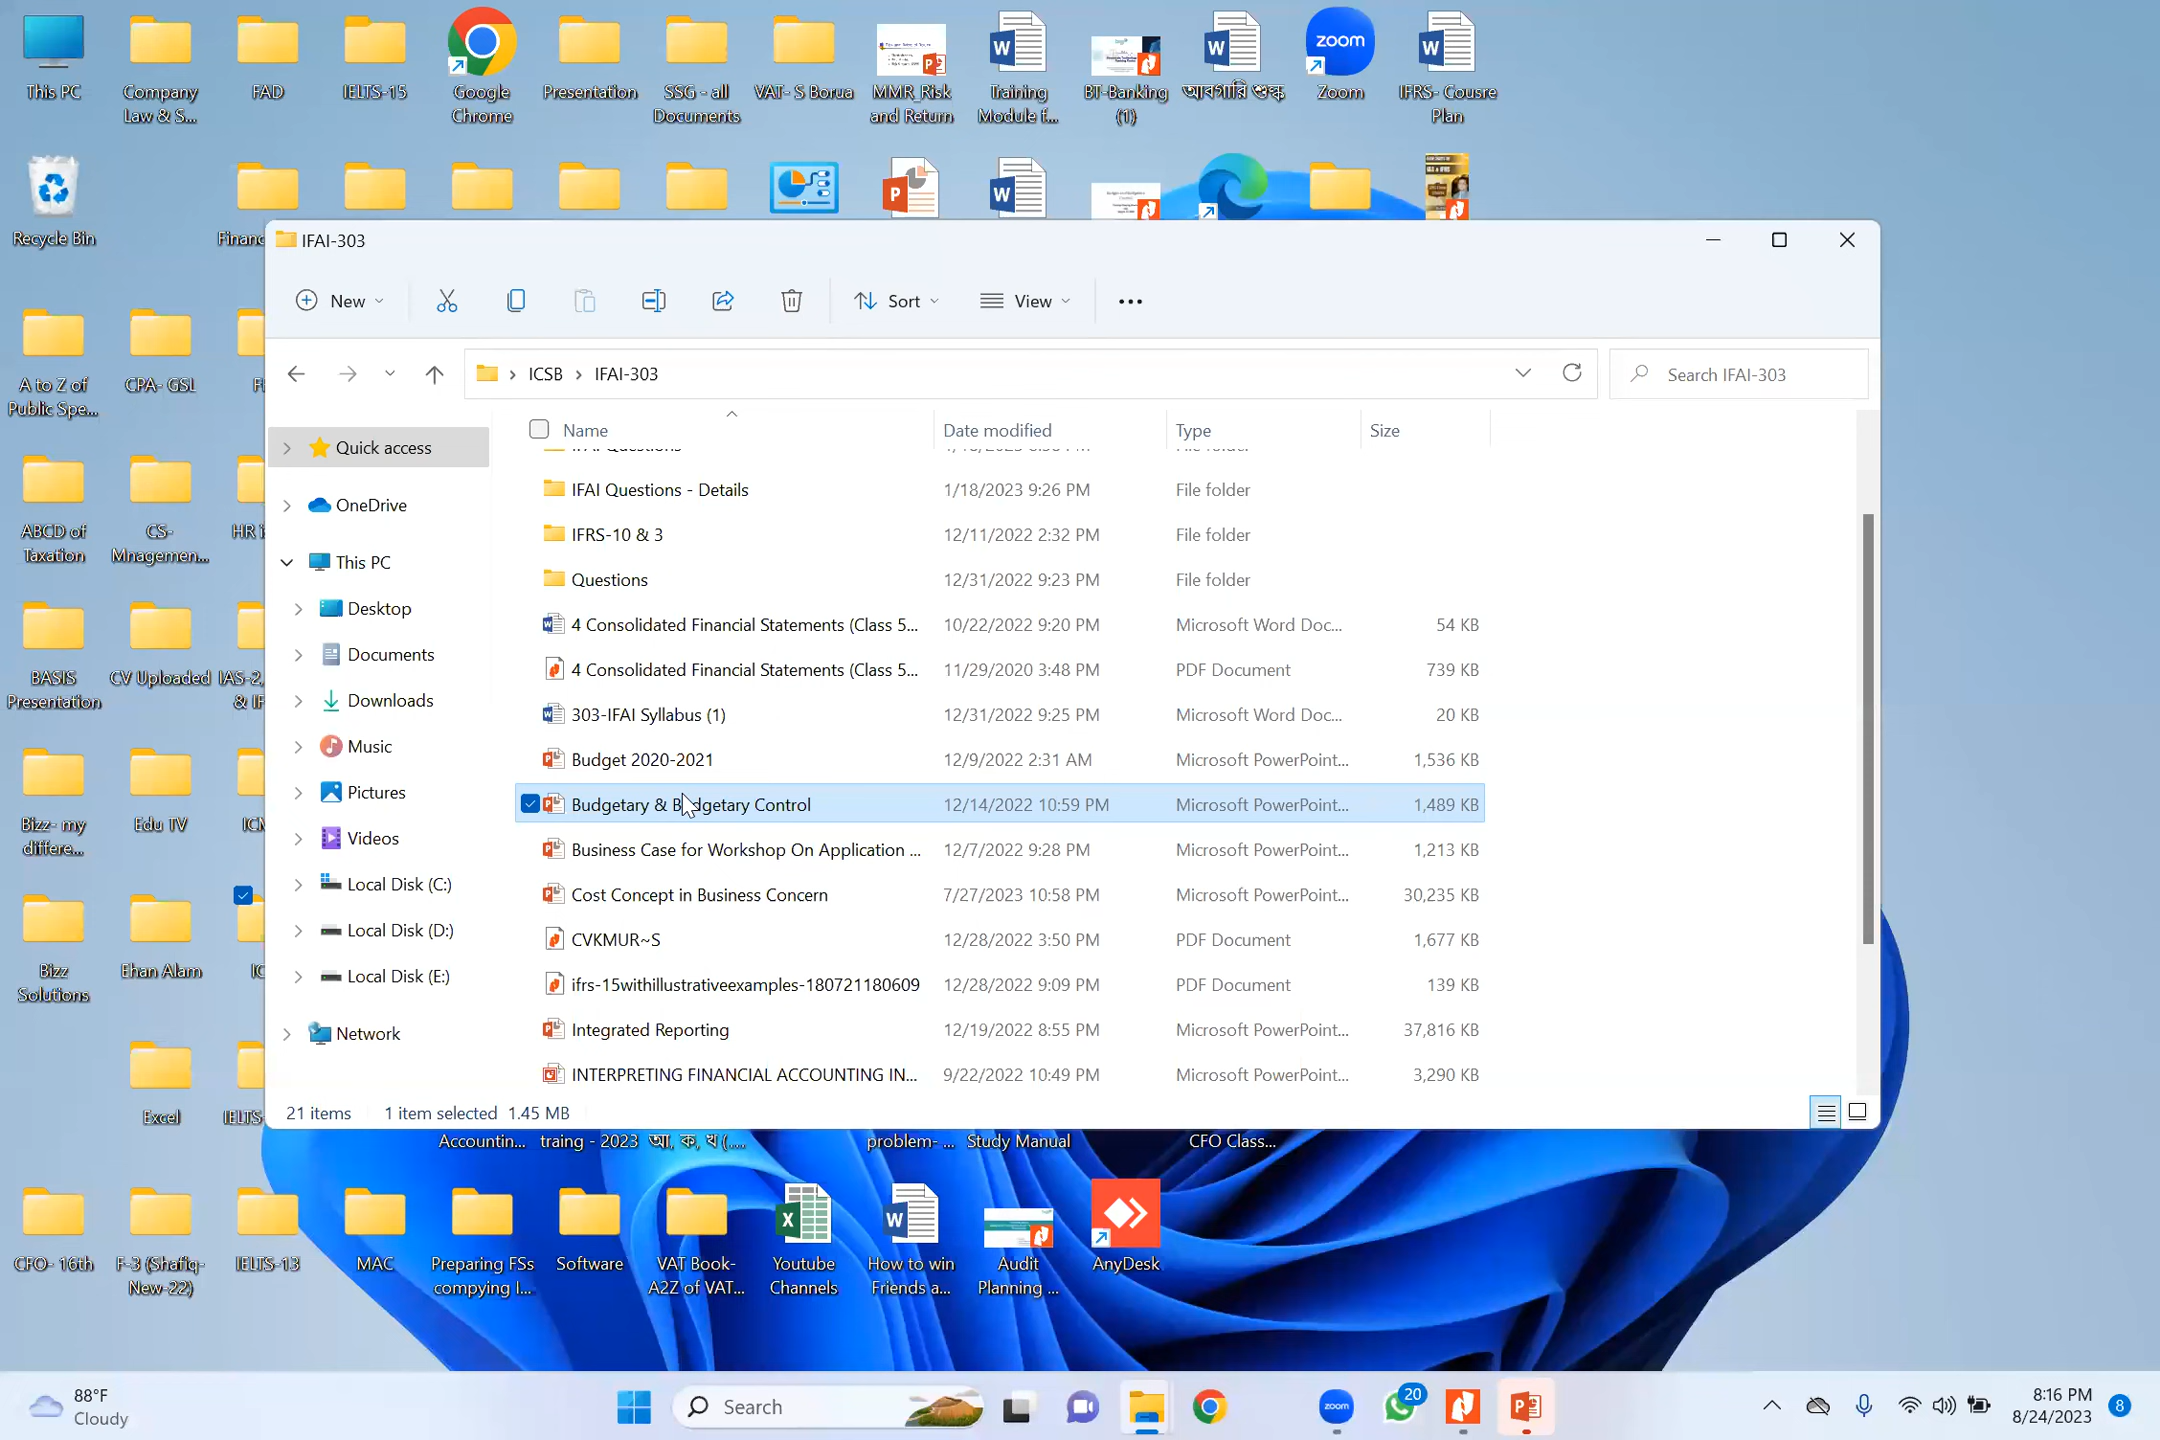 This PC
Company Law & S...
FAD
IELTS-15
Google Chrome
Presentation
SSG - all Documents
VAT- S Borua
MMR_Risk and Return
Training Module f...
BT-Banking (1)
আবগারি শুল্ক
zoom
Zoom
IFRS- Cousre Plan
Recycle Bin
IFAI-303
New
Sort
View
ICSB
IFAI-303
Search IFAI-303
Name
Date modified
Type
Size
Quick access
OneDrive
This PC
Desktop
Documents
Downloads
Music
Pictures
Videos
Local Disk (C:)
Local Disk (D:)
Local Disk (E:)
Network
IFAI Questions - Details 1/18/2023 9:26 PM File folder
IFRS-10 & 3 12/11/2022 2:32 PM File folder
Questions 12/31/2022 9:23 PM File folder
4 Consolidated Financial Statements (Class 5... 10/22/2022 9:20 PM Microsoft Word Doc... 54 KB
4 Consolidated Financial Statements (Class 5... 11/29/2020 3:48 PM PDF Document 739 KB
303-IFAI Syllabus (1) 12/31/2022 9:25 PM Microsoft Word Doc... 20 KB
Budget 2020-2021 12/9/2022 2:31 AM Microsoft PowerPoint... 1,536 KB
Budgetary & Budgetary Control 12/14/2022 10:59 PM Microsoft PowerPoint... 1,489 KB
Business Case for Workshop On Application ... 12/7/2022 9:28 PM Microsoft PowerPoint... 1,213 KB
Cost Concept in Business Concern 7/27/2023 10:58 PM Microsoft PowerPoint... 30,235 KB
CVKMUR~S 12/28/2022 3:50 PM PDF Document 1,677 KB
ifrs-15withillustrativeexamples-180721180609 12/28/2022 9:09 PM PDF Document 139 KB
Integrated Reporting 12/19/2022 8:55 PM Microsoft PowerPoint... 37,816 KB
INTERPRETING FINANCIAL ACCOUNTING IN... 9/22/2022 10:49 PM Microsoft PowerPoint... 3,290 KB
21 items 1 item selected 1.45 MB
A to Z of Public Spe...
CPA- GSL
ABCD of Taxation
CS- Mnagemen...
HR i
BASIS Presentation
CV Uploaded
IAS-2, & IF
Bizz- my differe...
Edu TV
Bizz Solutions
Ehan Alam
Excel
IELTS
Accountin...
traing - 2023
আ, ক, খ (....
problem- ...
Study Manual
CFO Class...
CFO- 16th
F-3 (Shafiq- New-22)
IELTS-13
MAC
Preparing FSs compying I...
Software
VAT Book- A2Z of VAT...
Youtube Channels
How to win Friends a...
Audit Planning ...
AnyDesk
88°F
Cloudy
Search
zoom
20
8:16 PM
8/24/2023
8